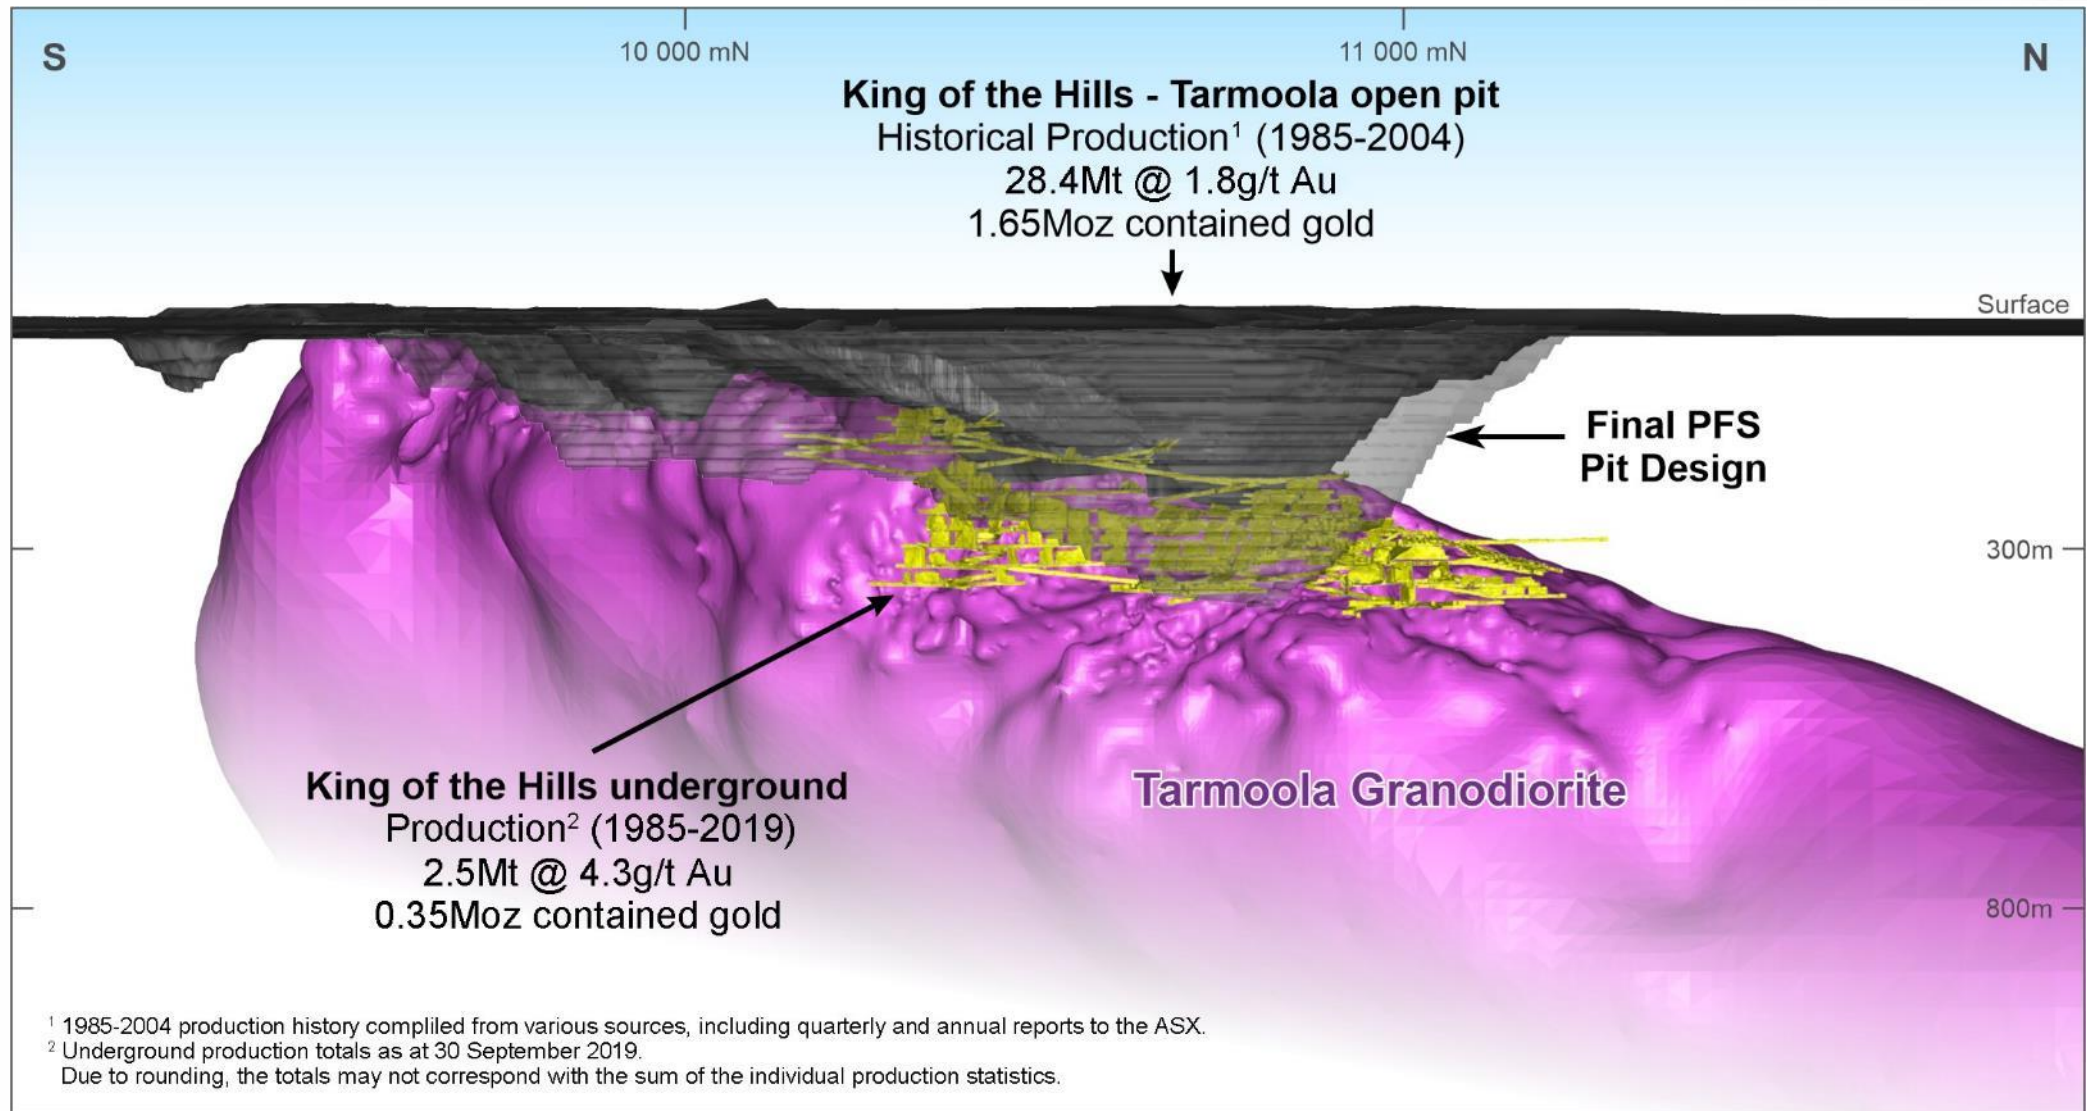 S
10 000 mN
11 000 mN
N
King of the Hills - Tarmoola open pit
Historical Production¹ (1985-2004)
28.4Mt @ 1.8g/t Au
1.65Moz contained gold
Surface
Final PFS
Pit Design
300m
King of the Hills underground
Production² (1985-2019)
2.5Mt @ 4.3g/t Au
0.35Moz contained gold
Tarmoola Granodiorite
800m
¹ 1985-2004 production history compliled from various sources, including quarterly and annual reports to the ASX.
² Underground production totals as at 30 September 2019.
Due to rounding, the totals may not correspond with the sum of the individual production statistics.